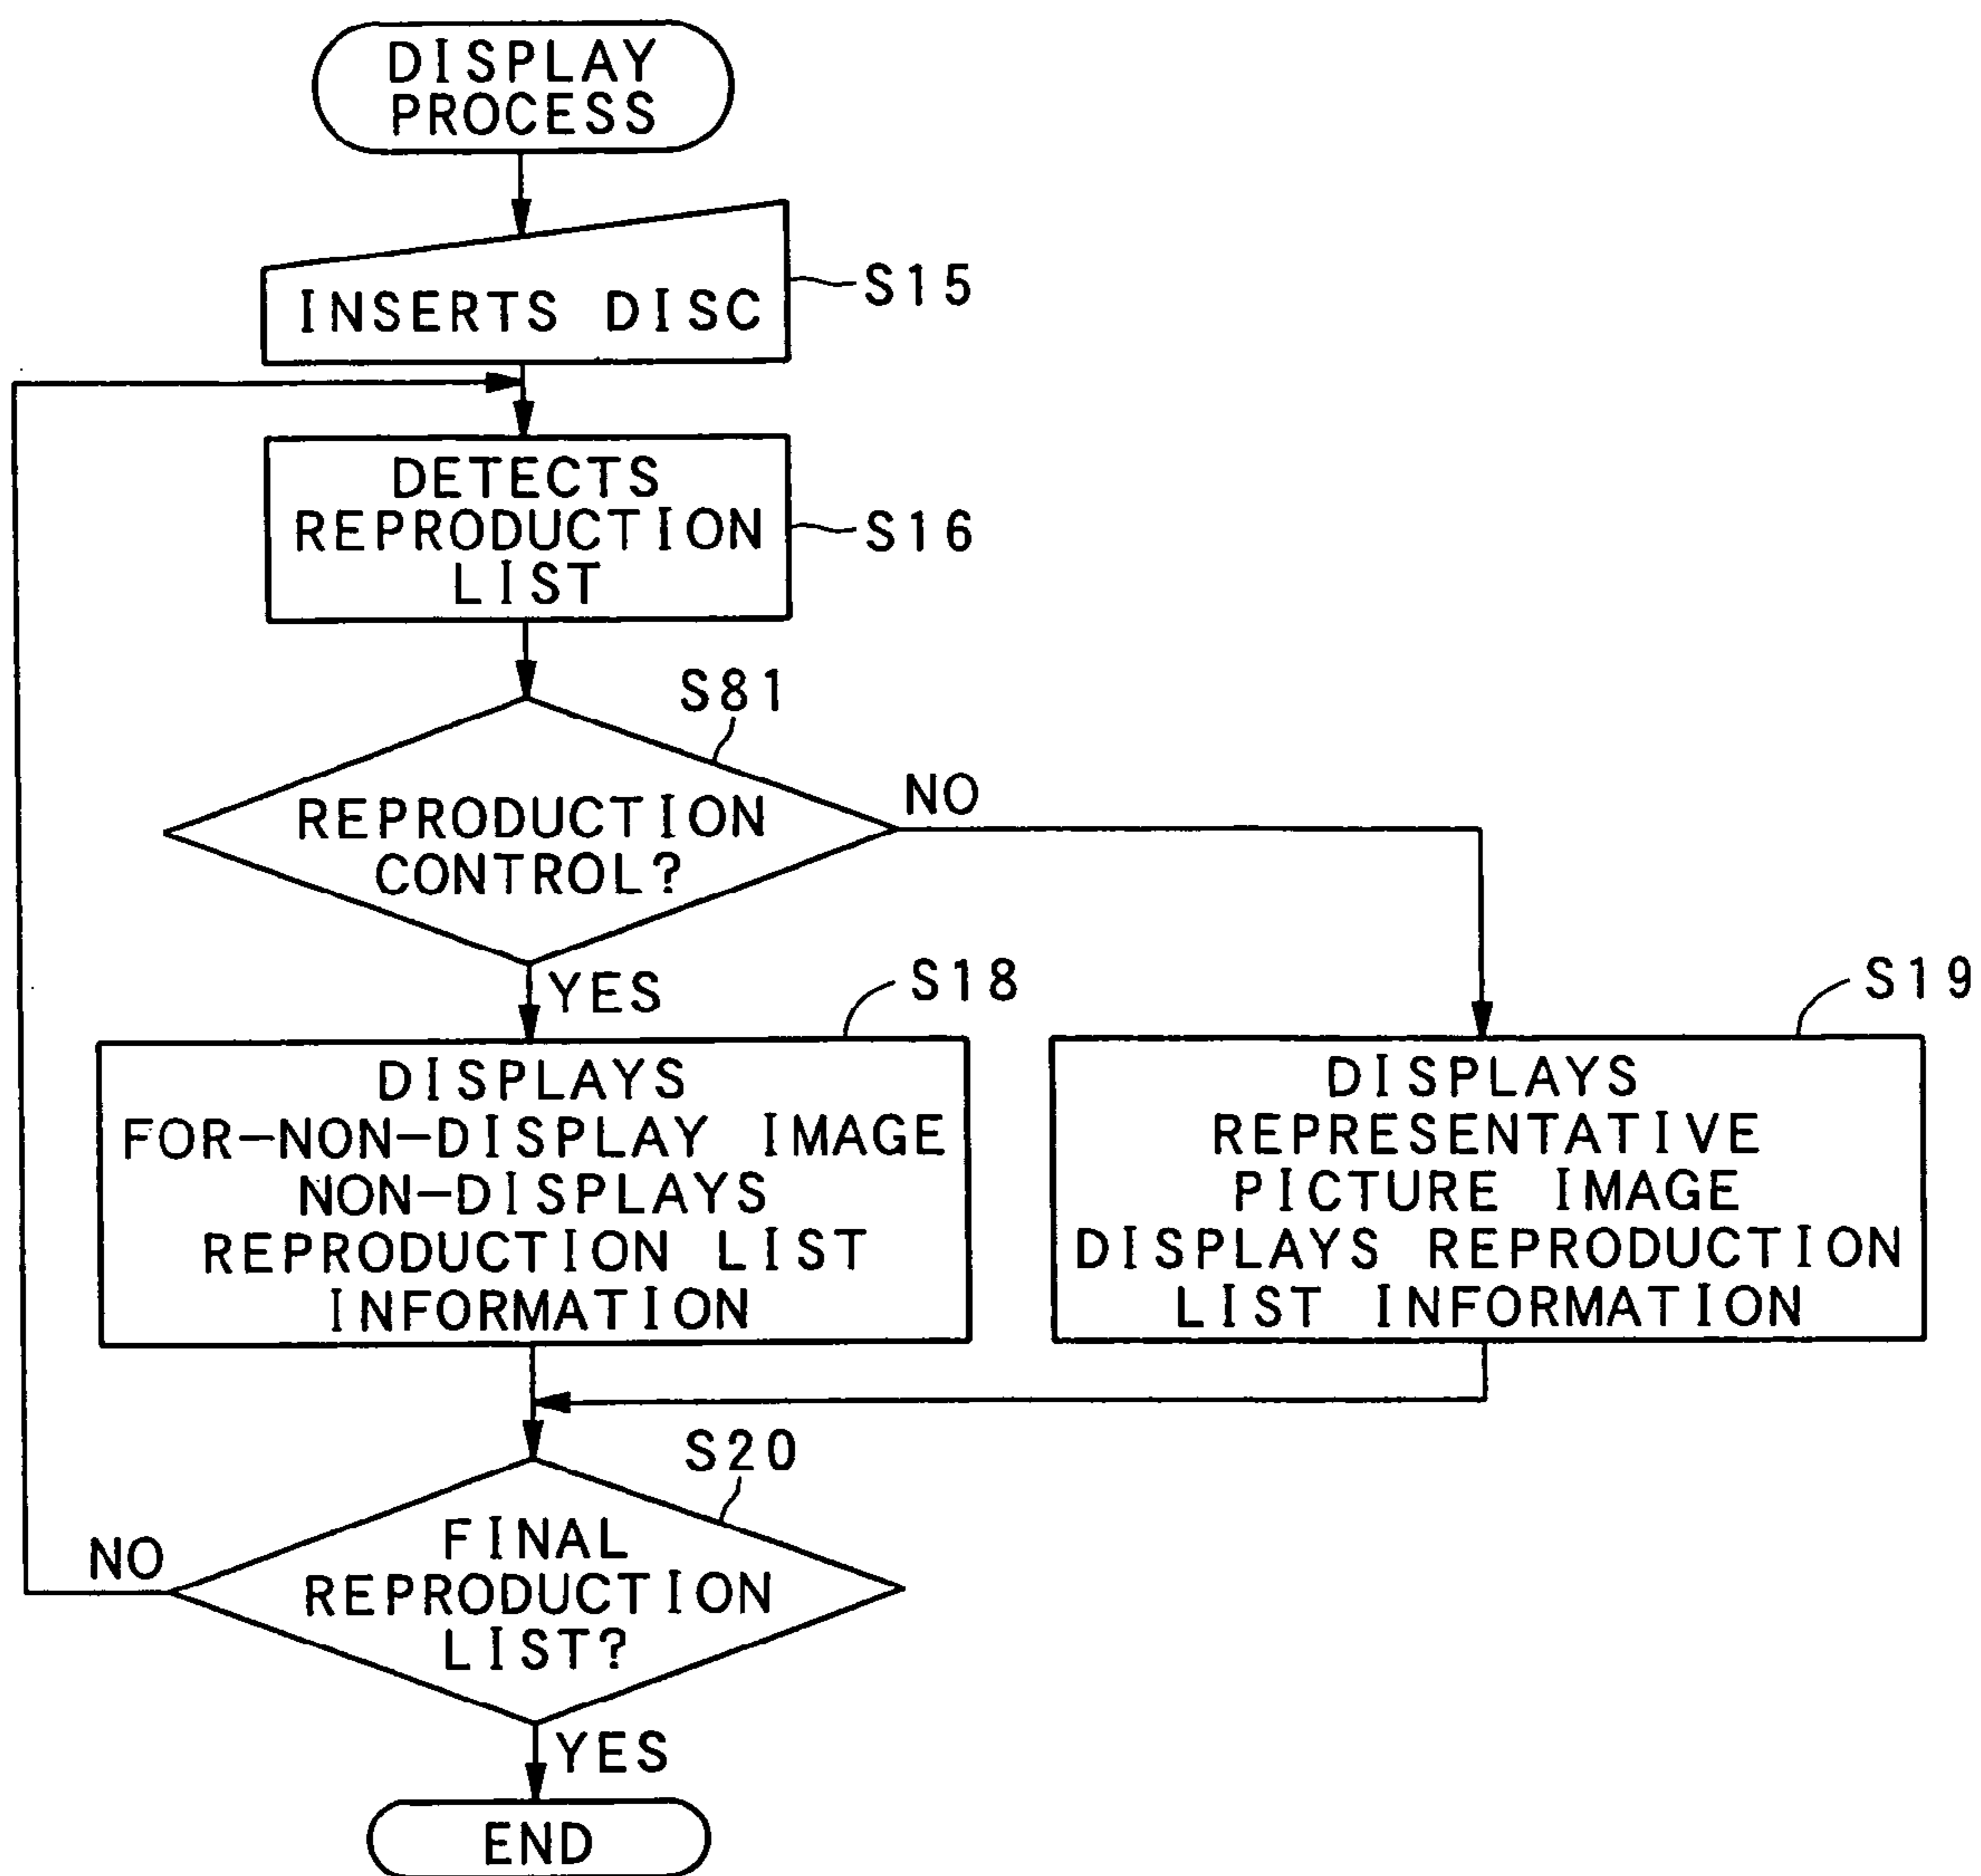 DISPLAY
PROCESS
INSERTS DISC
S15
DETECTS
REPRODUCTION
LIST
S16
S81
REPRODUCTION
CONTROL?
NO
YES
S18
DISPLAYS
FOR-NON-DISPLAY IMAGE
NON-DISPLAYS
REPRODUCTION LIST
INFORMATION
S19
DISPLAYS
REPRESENTATIVE
PICTURE IMAGE
DISPLAYS REPRODUCTION
LIST INFORMATION
S20
FINAL
REPRODUCTION
LIST?
NO
YES
END